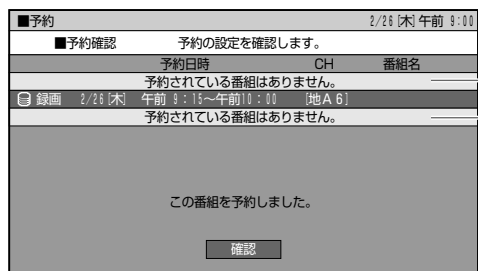 ■予約 2/26[木]午前 9:00
■予約確認 予約の設定を確認します。
予約日時 CH 番組名
予約されている番組はありません。
録画 2/26[木] 午前 9:15～午前10:00 [地A 6]
予約されている番組はありません。
この番組を予約しました。
確認